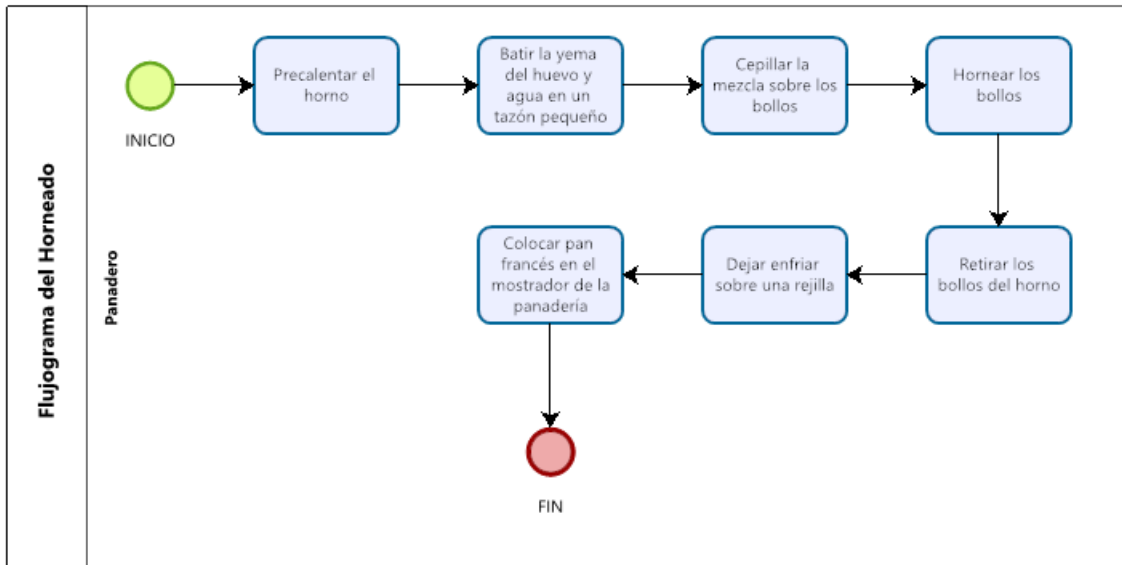 Flujograma del Horneado
Panadero
INICIO
Precalentar el
horno
Batir la yema
del huevo y
agua en un
tazón pequeño
Cepillar la
mezcla sobre los
bollos
Hornear los
bollos
Retirar los
bollos del horno
Dejar enfriar
sobre una rejilla
Colocar pan
francés en el
mostrador de la
panadería
FIN